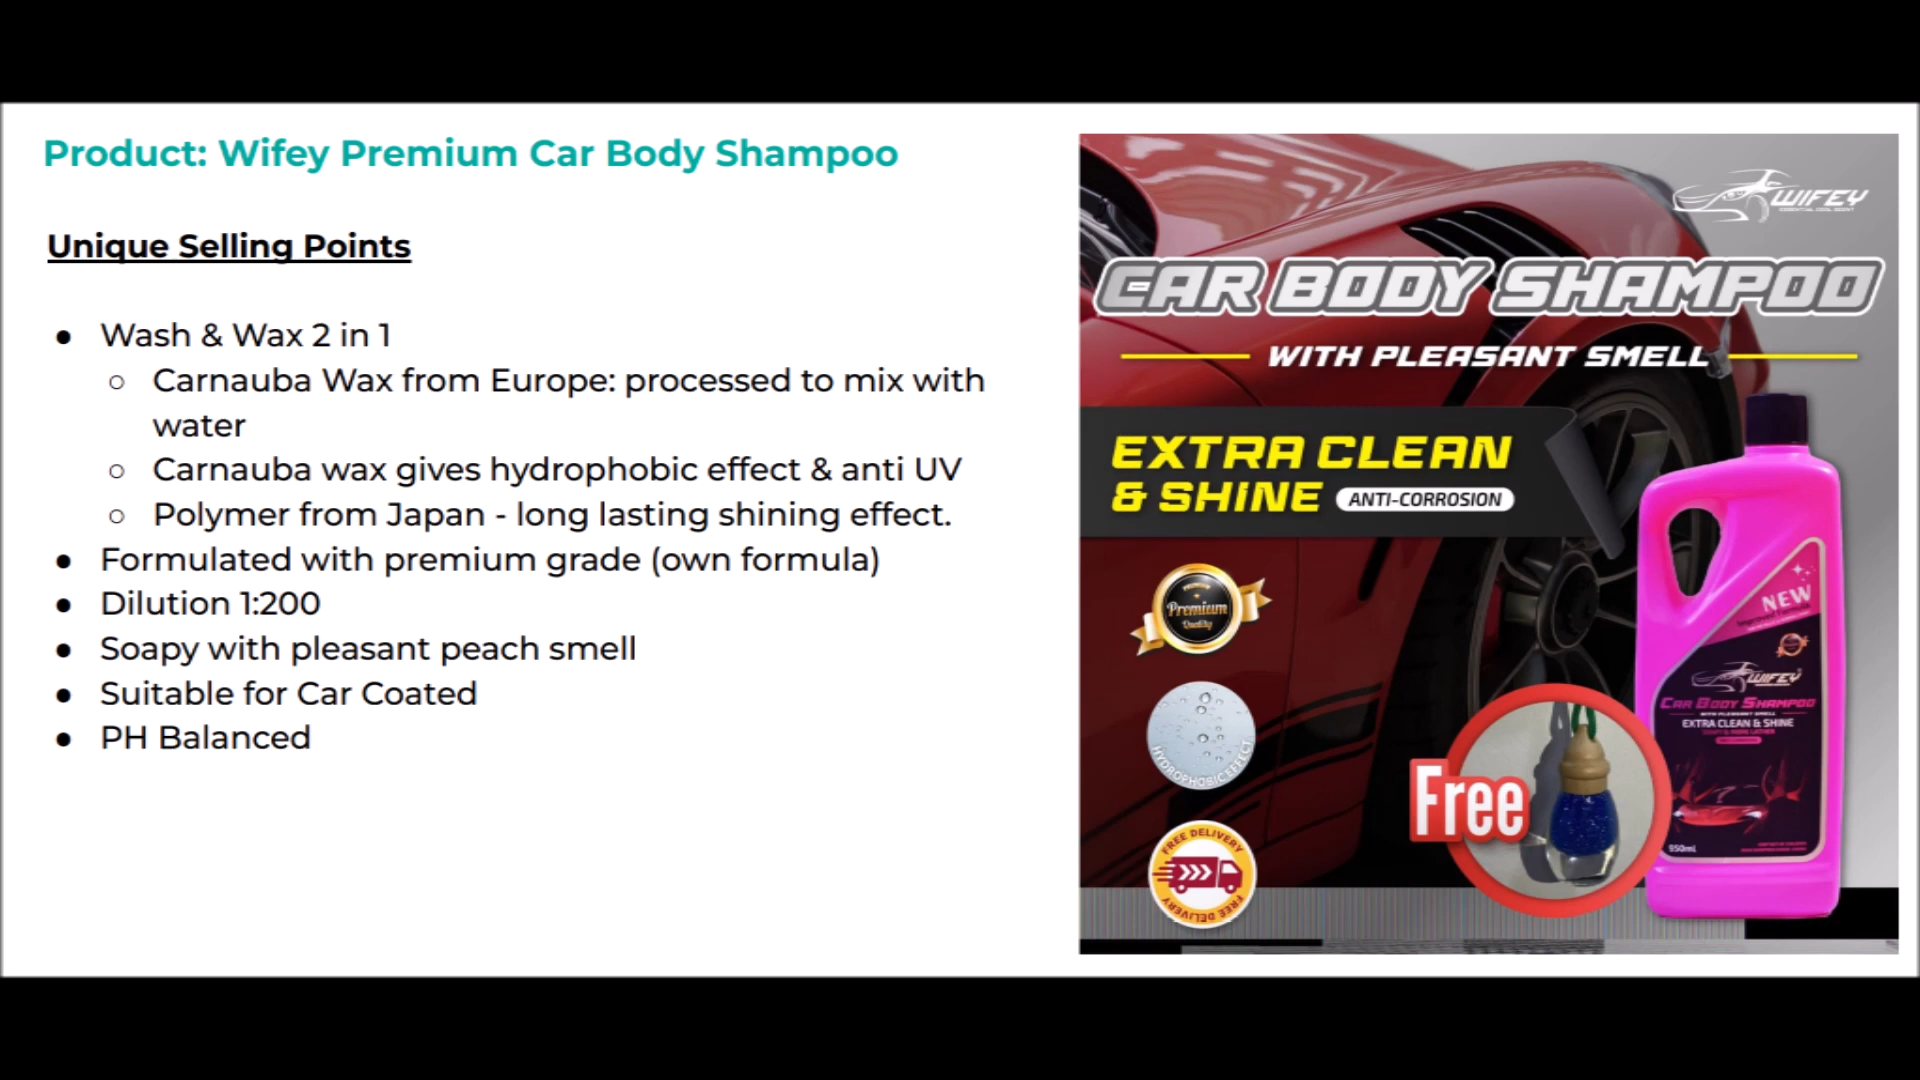 Product: Wifey Premium Car Body Shampoo
Unique Selling Points
● Wash & Wax 2 in 1
○ Carnauba Wax from Europe: processed to mix with
water
○ Carnauba wax gives hydrophobic effect & anti UV
○ Polymer from Japan - long lasting shining effect.
● Formulated with premium grade (own formula)
● Dilution 1:200
● Soapy with pleasant peach smell
● Suitable for Car Coated
● PH Balanced
WIFEY
CAR BODY SHAMPOO
WITH PLEASANT SMELL
EXTRA CLEAN
& SHINE ANTI-CORROSION
Premium
Quality
HYDROPHOBIC EFFECT
FREE DELIVERY
FREE DELIVERY
Free
NEW
WIFEY
CAR BODY SHAMPOO
WITH PLEASANT SMELL
EXTRA CLEAN & SHINE
950ml